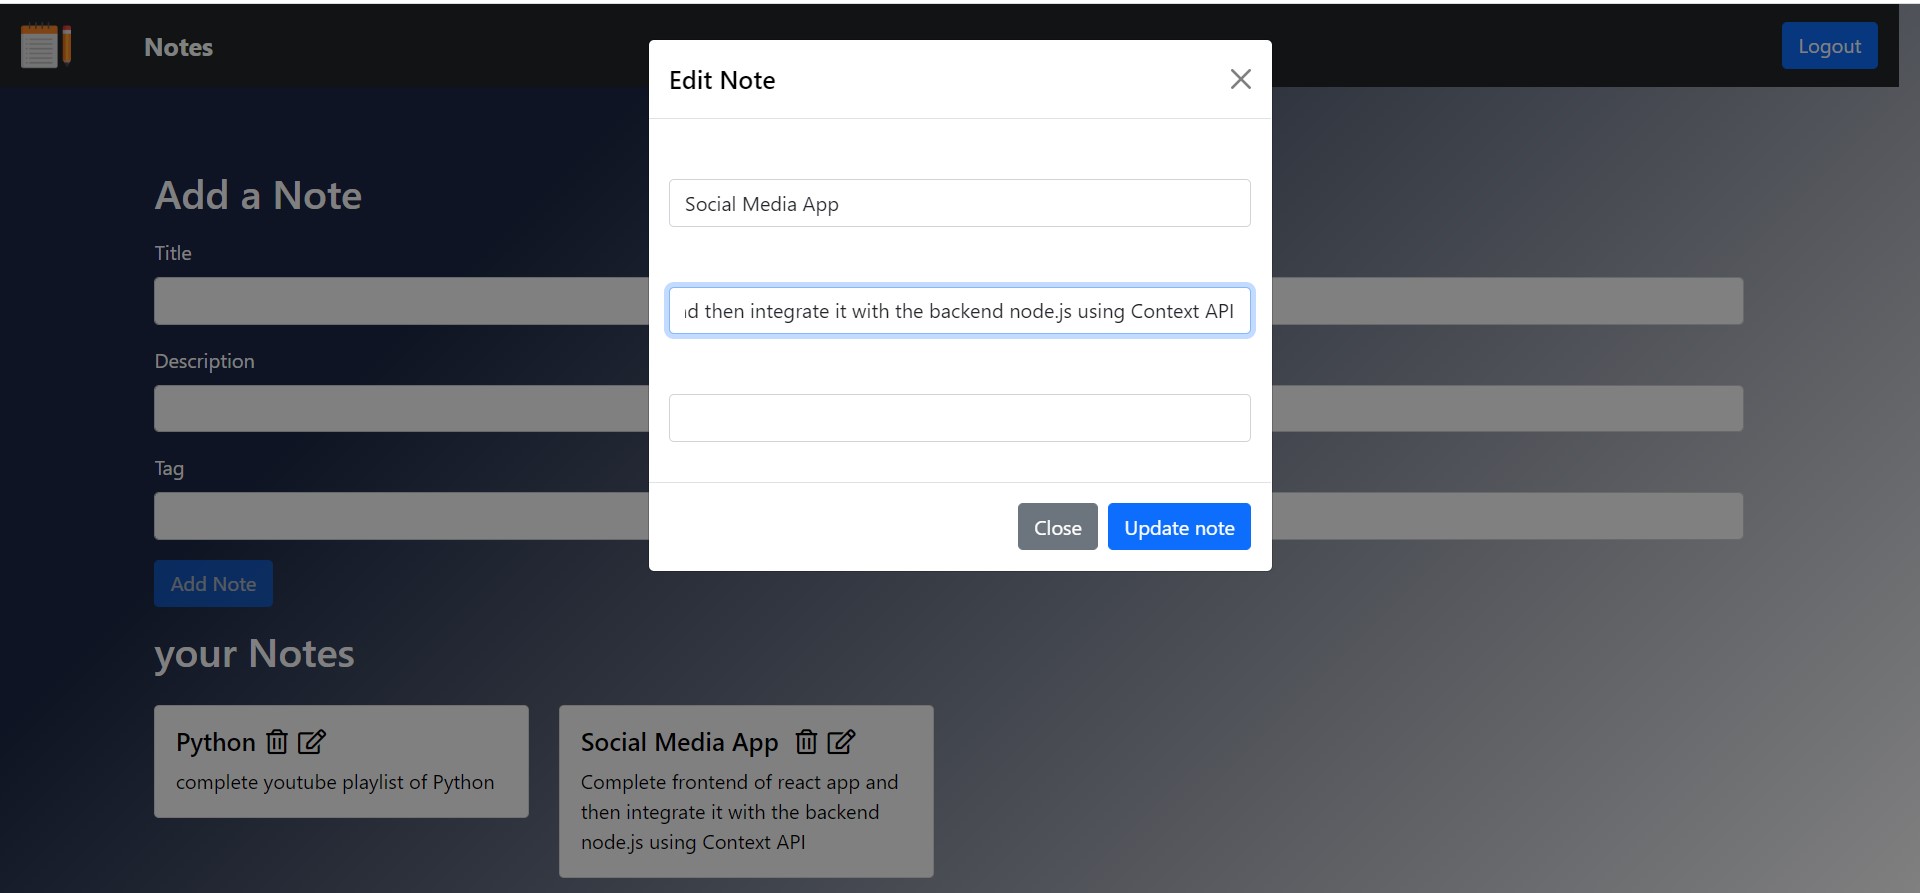 Notes
Logout
Edit Note
Social Media App
d then integrate it with the backend node.js using Context API
Close
Update note
Add a Note
Title
Description
Tag
Add Note
your Notes
Python
complete youtube playlist of Python
Social Media App
Complete frontend of react app and
then integrate it with the backend
node.js using Context API